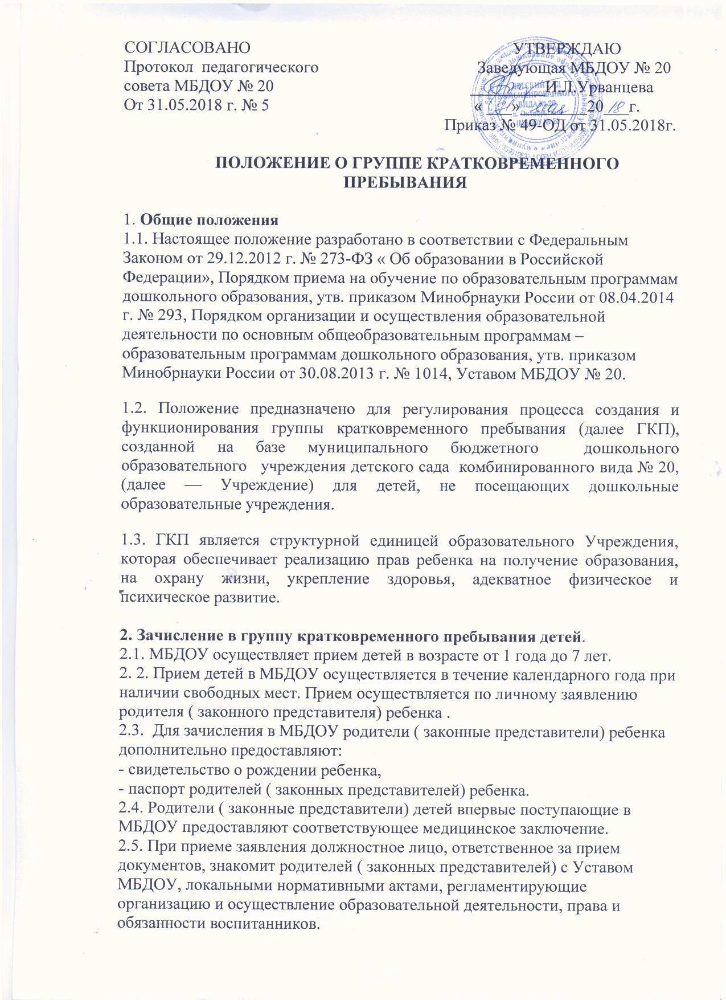 СОГЛАСОВАНО
УТВЕРЖДАЮ
Протокол педагогического
Заведующая МБДОУ № 20
совета МБДОУ № 20
И.Л.Урванцева
От 31.05.2018 г. № 5
« 31 » мая 20 18 г.
Приказ № 49-ОД от 31.05.2018г.
ДЕТСКИЙ САД
КОМБИНИРОВАННОГО
ВИДА № 20
ПОЛОЖЕНИЕ О ГРУППЕ КРАТКОВРЕМЕННОГО
ПРЕБЫВАНИЯ
1. Общие положения
1.1. Настоящее положение разработано в соответствии с Федеральным
Законом от 29.12.2012 г. № 273-ФЗ « Об образовании в Российской
Федерации», Порядком приема на обучение по образовательным программам
дошкольного образования, утв. приказом Минобрнауки России от 08.04.2014
г. № 293, Порядком организации и осуществления образовательной
деятельности по основным общеобразовательным программам –
образовательным программам дошкольного образования, утв. приказом
Минобрнауки России от 30.08.2013 г. № 1014, Уставом МБДОУ № 20.
1.2. Положение предназначено для регулирования процесса создания и
функционирования группы кратковременного пребывания (далее ГКП),
созданной на базе муниципального бюджетного дошкольного
образовательного учреждения детского сада комбинированного вида № 20,
(далее — Учреждение) для детей, не посещающих дошкольные
образовательные учреждения.
1.3. ГКП является структурной единицей образовательного Учреждения,
которая обеспечивает реализацию прав ребенка на получение образования,
на охрану жизни, укрепление здоровья, адекватное физическое и
психическое развитие.
2. Зачисление в группу кратковременного пребывания детей.
2.1. МБДОУ осуществляет прием детей в возрасте от 1 года до 7 лет.
2. 2. Прием детей в МБДОУ осуществляется в течение календарного года при
наличии свободных мест. Прием осуществляется по личному заявлению
родителя ( законного представителя) ребенка .
2.3. Для зачисления в МБДОУ родители ( законные представители) ребенка
дополнительно предоставляют:
- свидетельство о рождении ребенка,
- паспорт родителей ( законных представителей) ребенка.
2.4. Родители ( законные представители) детей впервые поступающие в
МБДОУ предоставляют соответствующее медицинское заключение.
2.5. При приеме заявления должностное лицо, ответственное за прием
документов, знакомит родителей ( законных представителей) с Уставом
МБДОУ, локальными нормативными актами, регламентирующие
организацию и осуществление образовательной деятельности, права и
обязанности воспитанников.